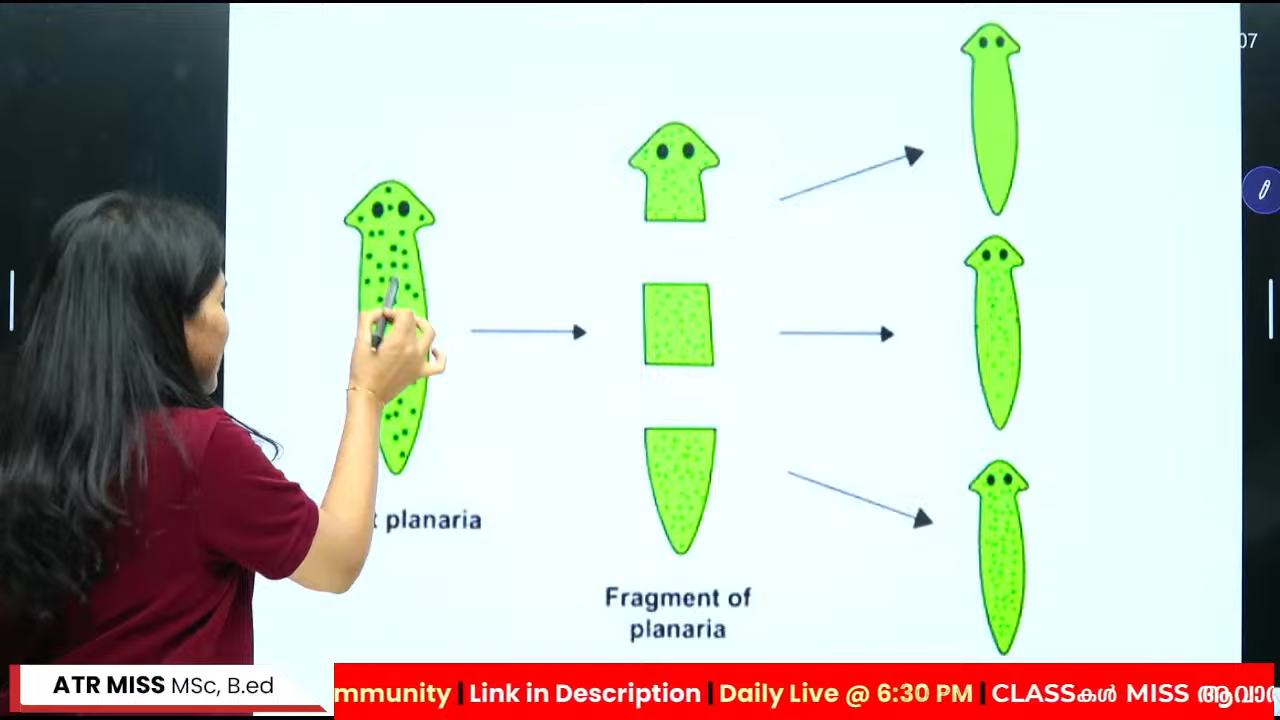 07
planaria
Fragment of
planaria
ATR MISS MSc, B.ed
mmunity | Link in Description | Daily Live @ 6:30 PM | CLASSകൾ MISS